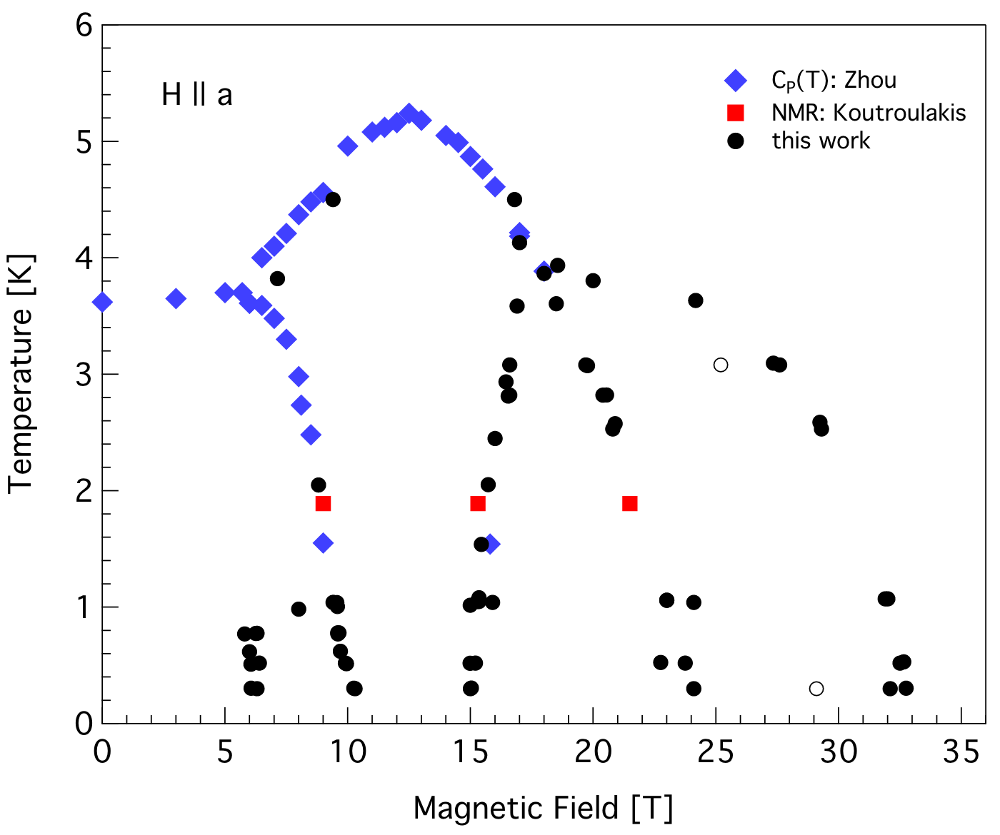 6
5
4
3
2
1
0
Temperature [K]
H || a
C_P(T): Zhou
NMR: Koutroulakis
this work
0 5 10 15 20 25 30 35
Magnetic Field [T]